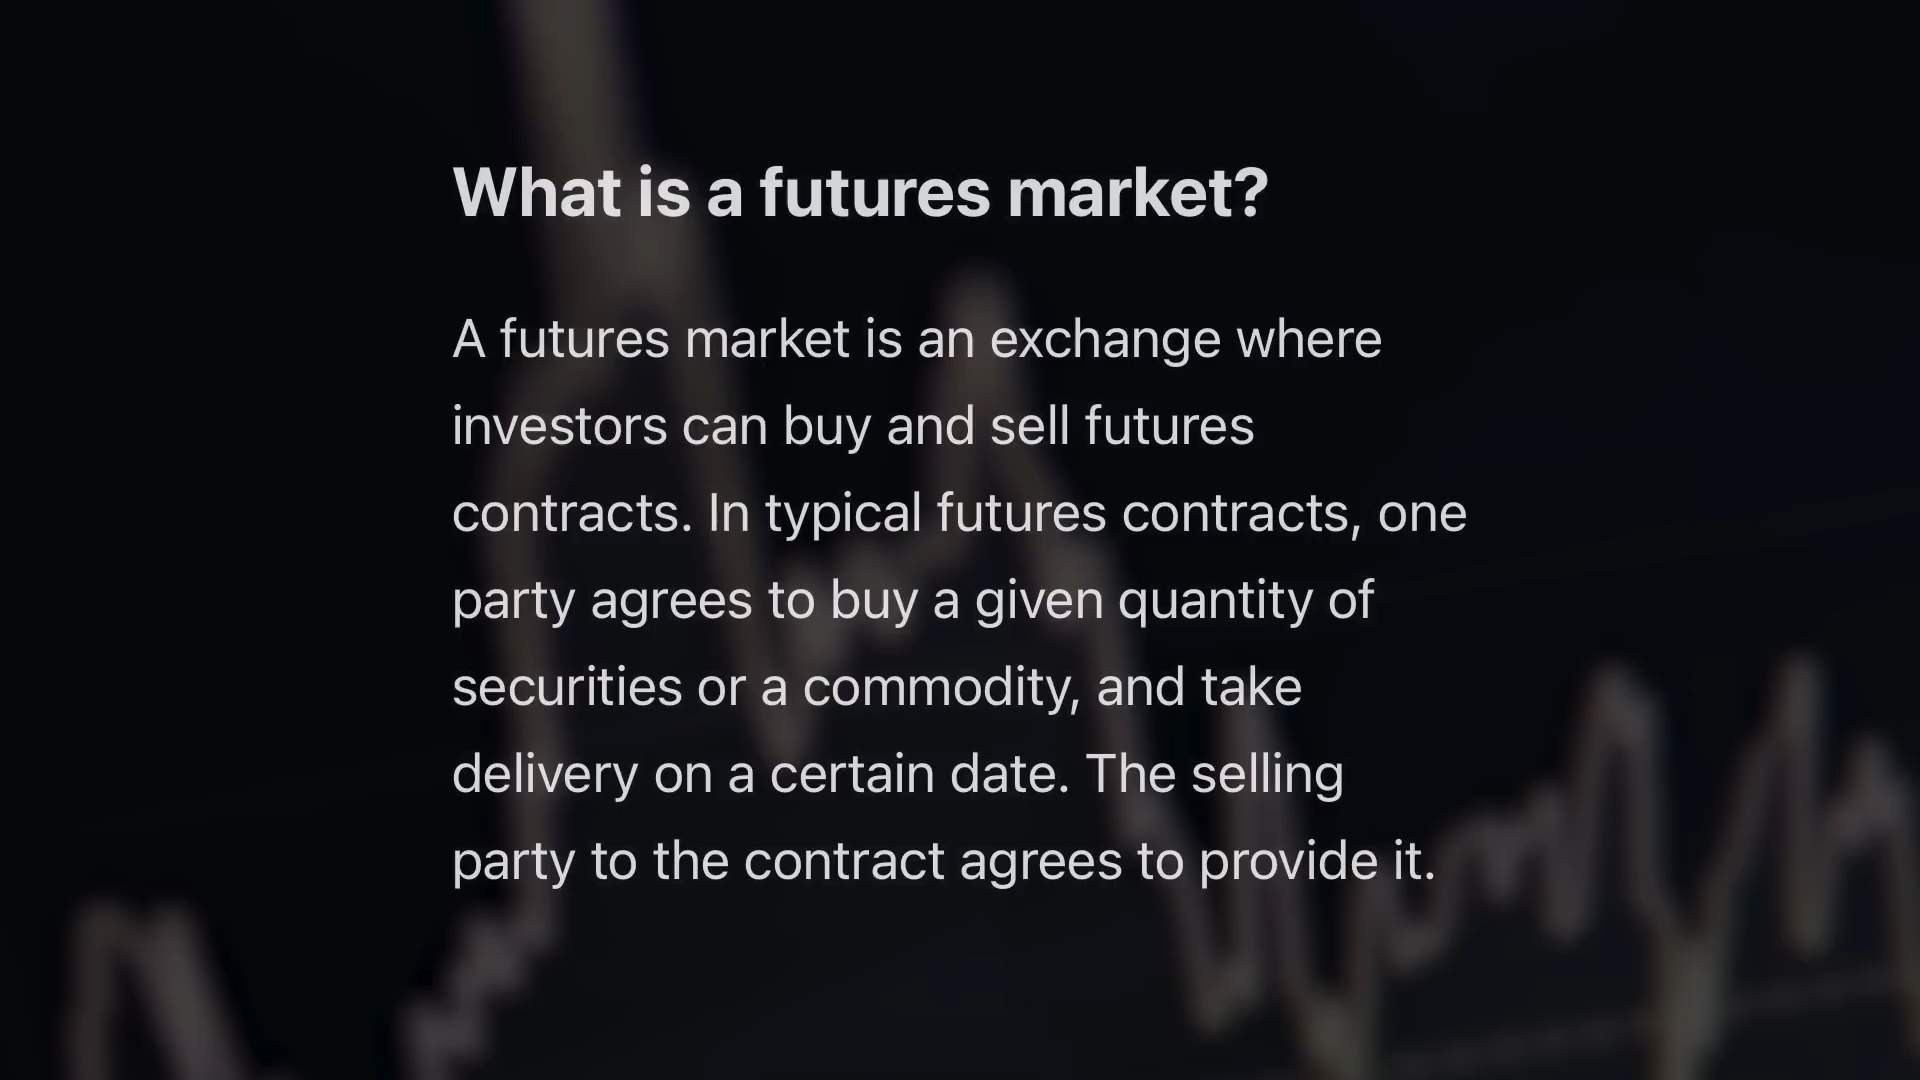 What is a futures market?
A futures market is an exchange where
investors can buy and sell futures
contracts. In typical futures contracts, one
party agrees to buy a given quantity of
securities or a commodity, and take
delivery on a certain date. The selling
party to the contract agrees to provide it.